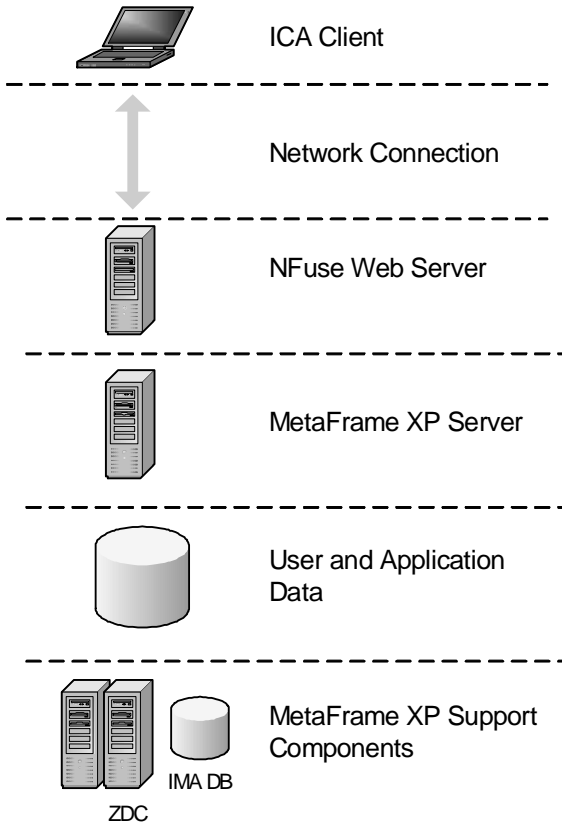 ICA Client
Network Connection
NFuse Web Server
MetaFrame XP Server
User and Application
Data
MetaFrame XP Support
Components
IMA DB
ZDC